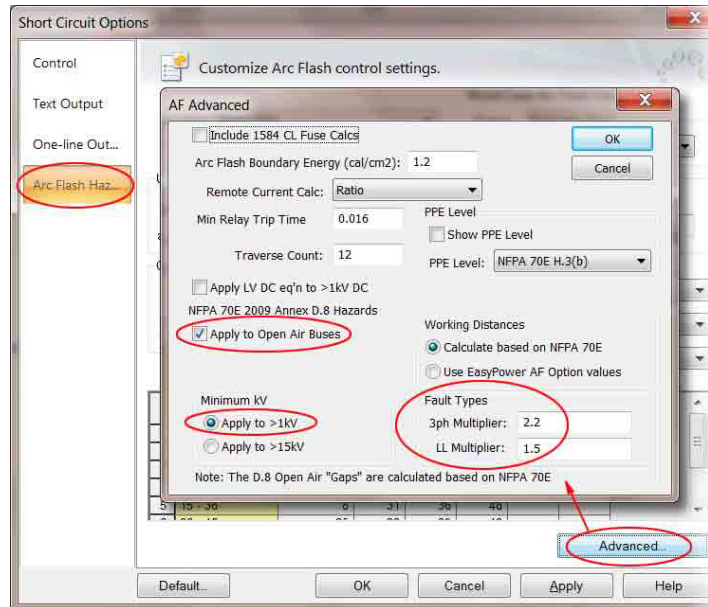 Short Circuit Options
Control
Text Output
One-line Out...
Arc Flash Haz...
Customize Arc Flash control settings.
AF Advanced
Include 1584 CL Fuse Calcs
OK
Arc Flash Boundary Energy (cal/cm2): 1.2
Cancel
Remote Current Calc: Ratio
Min Relay Trip Time 0.016
PPE Level
Show PPE Level
Traverse Count: 12
PPE Level: NFPA 70E H.3(b)
Apply LV DC eq'n to >1kV DC
NFPA 70E 2009 Annex D.8 Hazards
Apply to Open Air Buses
Working Distances
Calculate based on NFPA 70E
Use EasyPower AF Option values
Minimum kV
Fault Types
Apply to >1kV
3ph Multiplier: 2.2
Apply to >15kV
LL Multiplier: 1.5
Note: The D.8 Open Air "Gaps" are calculated based on NFPA 70E
Advanced...
Default...
OK
Cancel
Apply
Help